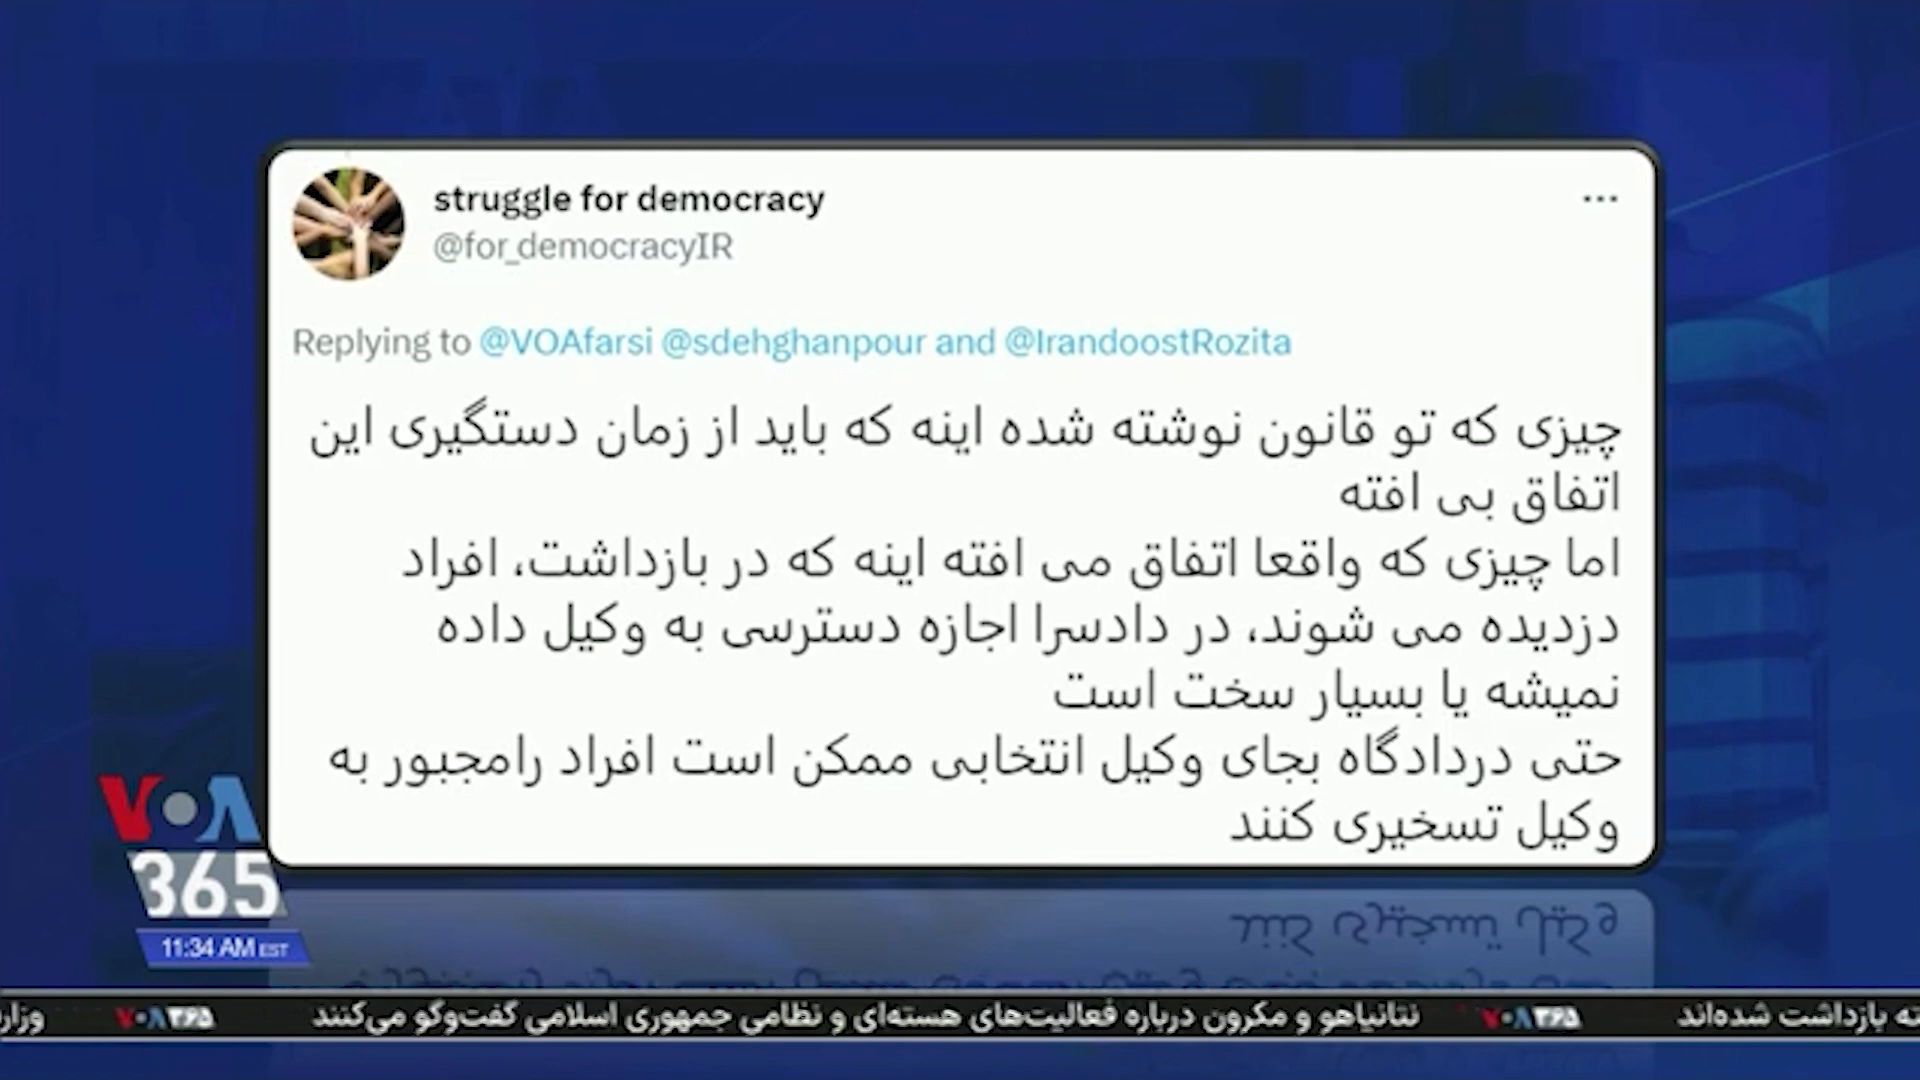 struggle for democracy
@for_democracyIR
Replying to @VOAfarsi @sdehghanpour and @IrandoostRozita
چیزی که تو قانون نوشته شده اینه که باید از زمان دستگیری این
اتفاق بی افته
اما چیزی که واقعا اتفاق می افته اینه که در بازداشت، افراد
دزدیده می شوند، در دادسرا اجازه دسترسی به وکیل داده
نمیشه یا بسیار سخت است
حتی دردادگاه بجای وکیل انتخابی ممکن است افراد رامجبور به
وکیل تسخیری کنند
VOA
365
11:34 AM EST
بازداشت شده‌اند VOA۳۶۵ نتانیاهو و مکرون درباره فعالیت‌های هسته‌ای و نظامی جمهوری اسلامی گفت‌وگو می‌کنند VOA۳۶۵